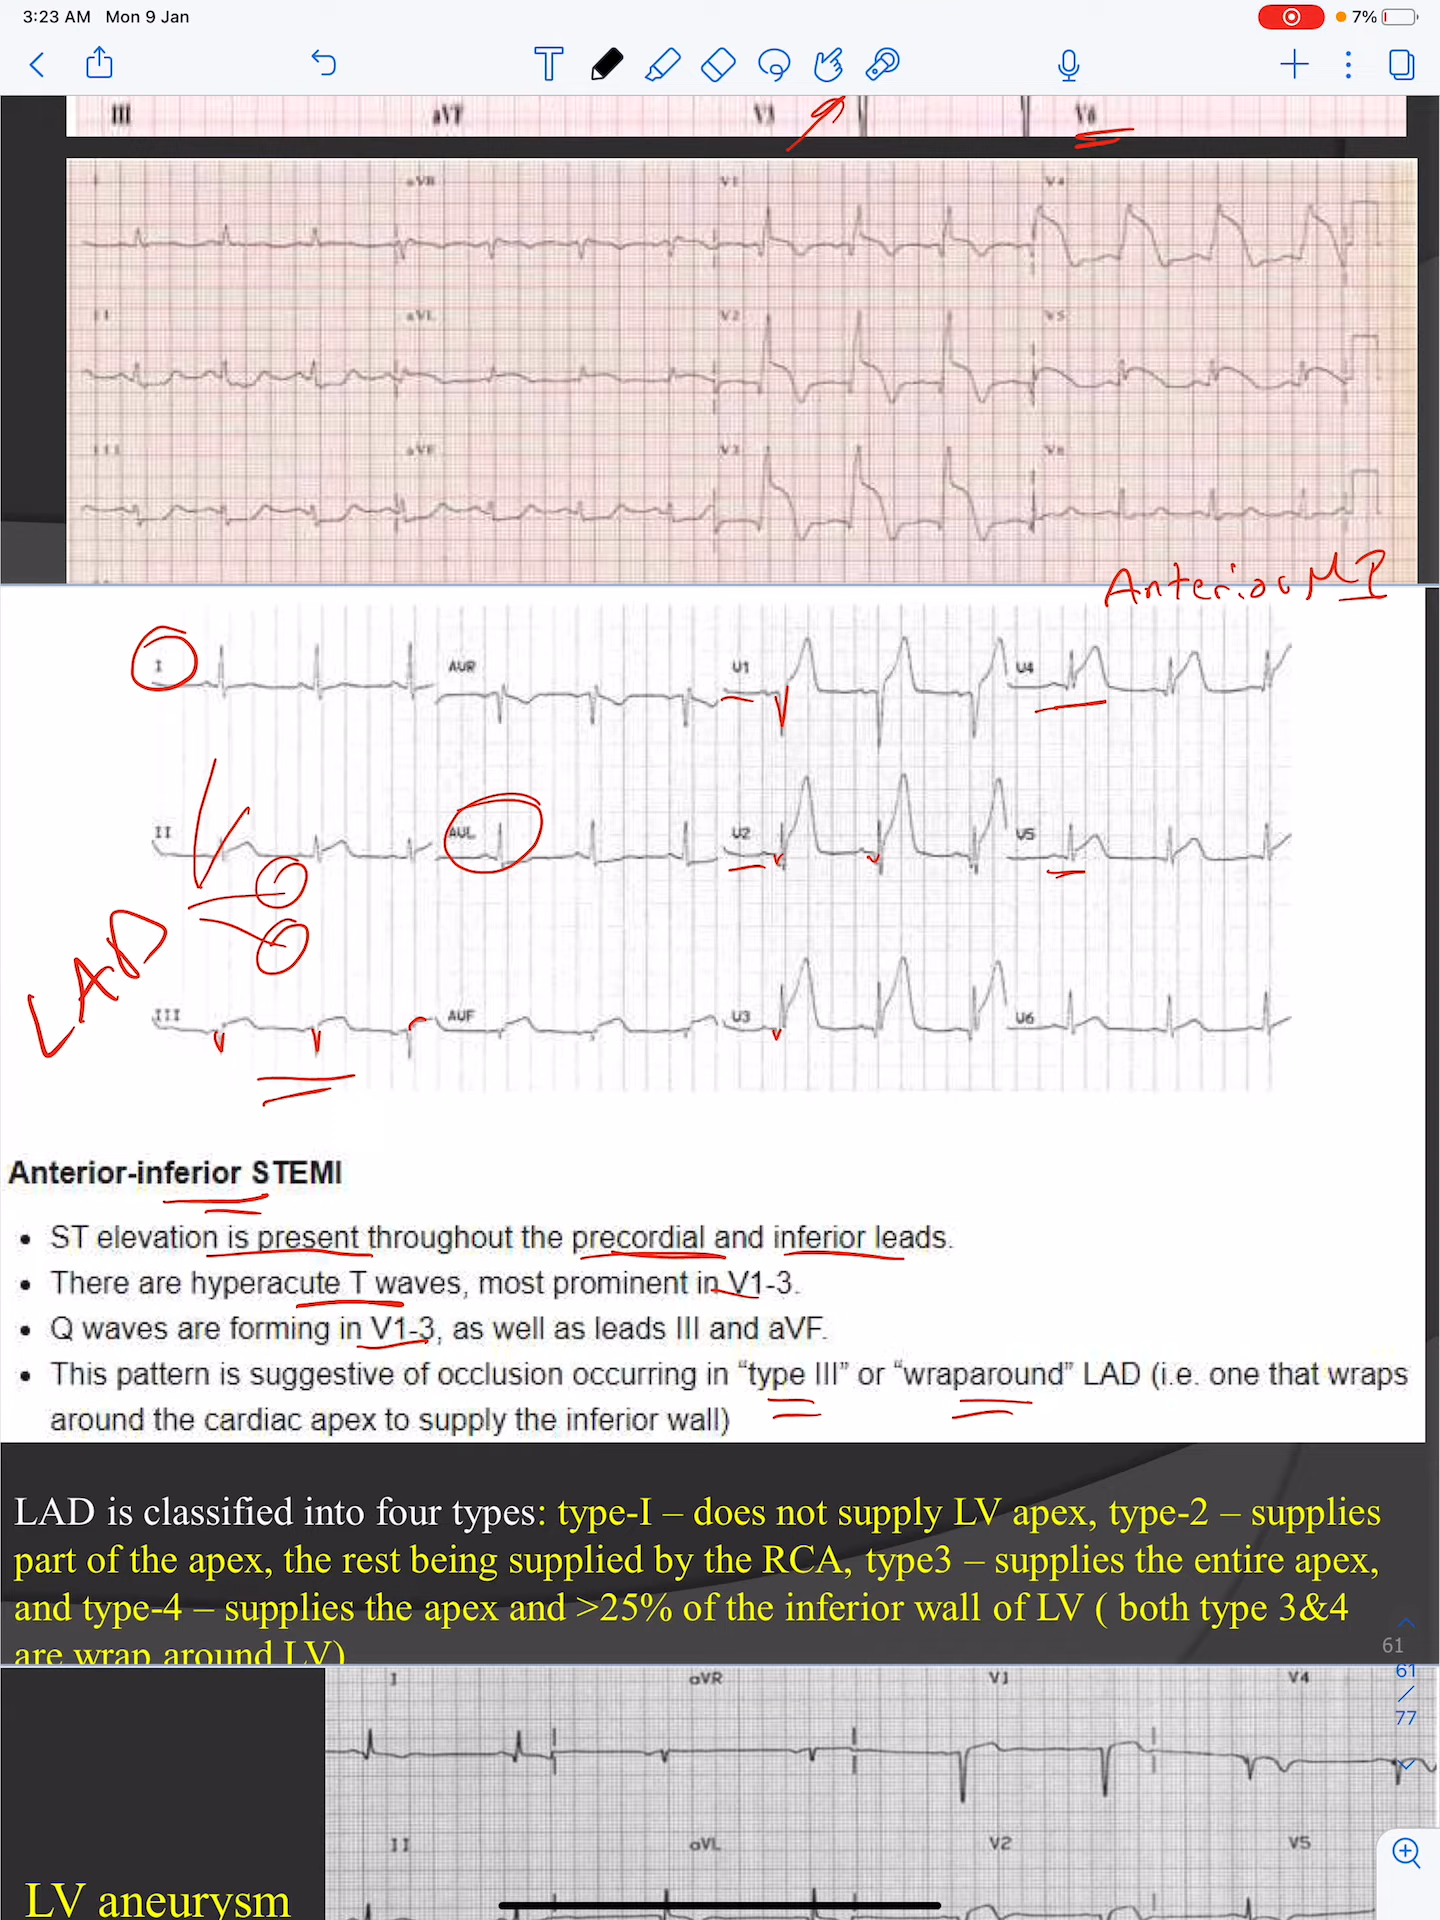 3:23 AM Mon 9 Jan
7%
III aVF V3 V6
I aVR V1 V4
II aVL V2 V5
III aVF V3 V6
Anterior MI
I AVR V1 V4
II AVL V2 V5
LAD
III AVF V3 V6
Anterior-inferior STEMI
• ST elevation is present throughout the precordial and inferior leads.
• There are hyperacute T waves, most prominent in V1-3.
• Q waves are forming in V1-3, as well as leads III and aVF.
• This pattern is suggestive of occlusion occurring in “type III” or “wraparound” LAD (i.e. one that wraps
around the cardiac apex to supply the inferior wall)
LAD is classified into four types: type-I – does not supply LV apex, type-2 – supplies
part of the apex, the rest being supplied by the RCA, type3 – supplies the entire apex,
and type-4 – supplies the apex and >25% of the inferior wall of LV ( both type 3&4
are wrap around LV)
61
61
/
77
I aVR V1 V4
II aVL V2 V5
LV aneurysm